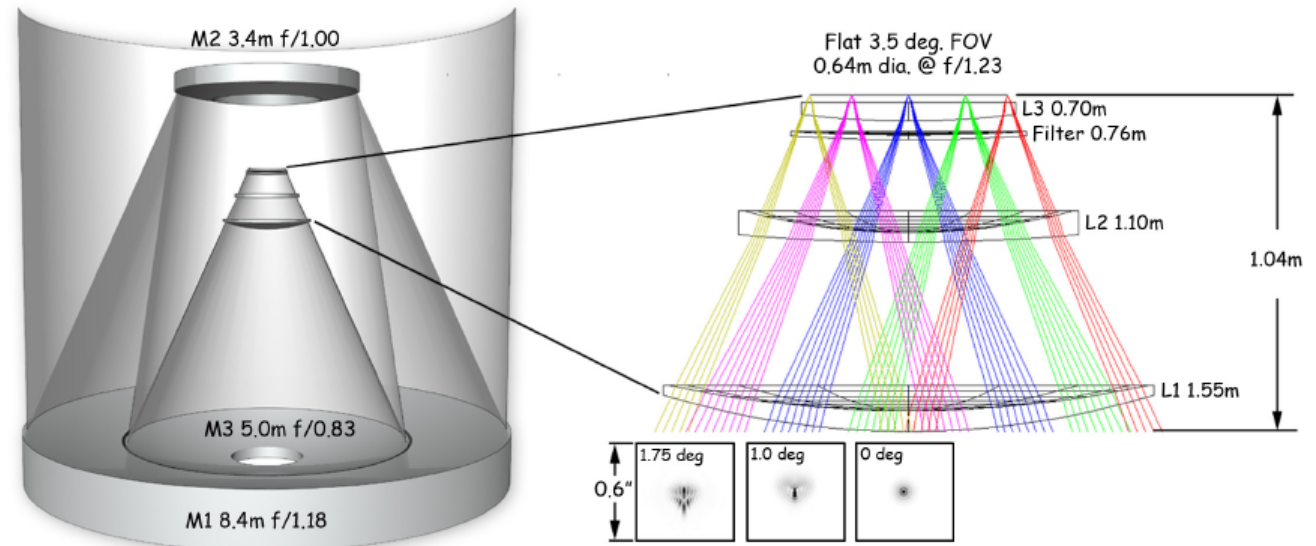 M2 3.4m f/1.00
M3 5.0m f/0.83
M1 8.4m f/1.18
Flat 3.5 deg. FOV
0.64m dia. @ f/1.23
L3 0.70m
Filter 0.76m
L2 1.10m
1.04m
L1 1.55m
0.6"
1.75 deg
1.0 deg
0 deg